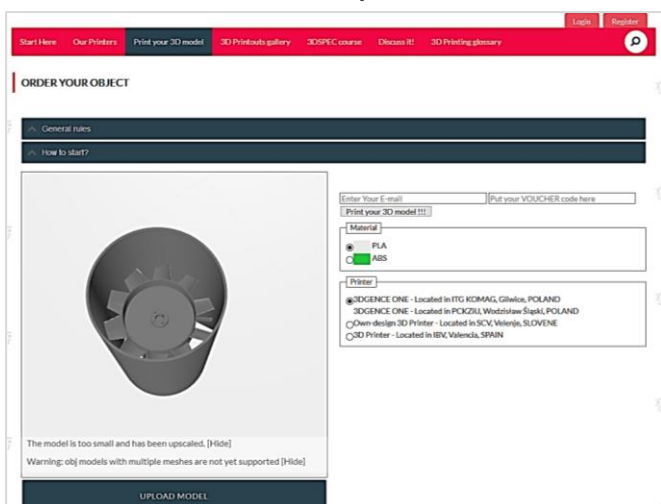 Login Register
Start Here Our Printers Print your 3D model 3D Printouts gallery 3DSPEC course Discuss it! 3D Printing glossary
ORDER YOUR OBJECT
General rules
How to start?
Enter Your E-mail Put your VOUCHER code here
Print your 3D model !!!
Material
PLA
ABS
Printer
3DGENCE ONE - Located in ITG KOMAG, Gliwice, POLAND
3DGENCE ONE - Located in PCKZIU, Wodzisław Śląski, POLAND
Own-design 3D Printer - Located in SCV, Velenje, SLOVENE
3D Printer - Located in IBV, Valencia, SPAIN
The model is too small and has been upscaled. [Hide]
Warning: obj models with multiple meshes are not yet supported [Hide]
UPLOAD MODEL